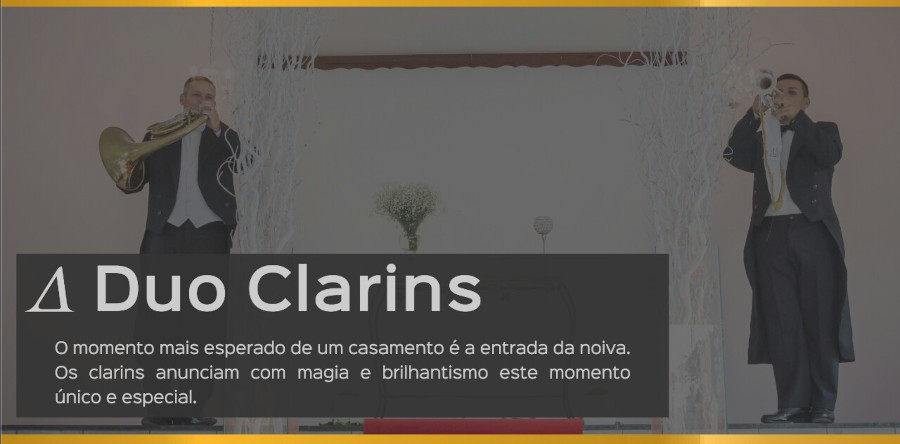 Δ Duo Clarins
O momento mais esperado de um casamento é a entrada da noiva.
Os clarins anunciam com magia e brilhantismo este momento
único e especial.